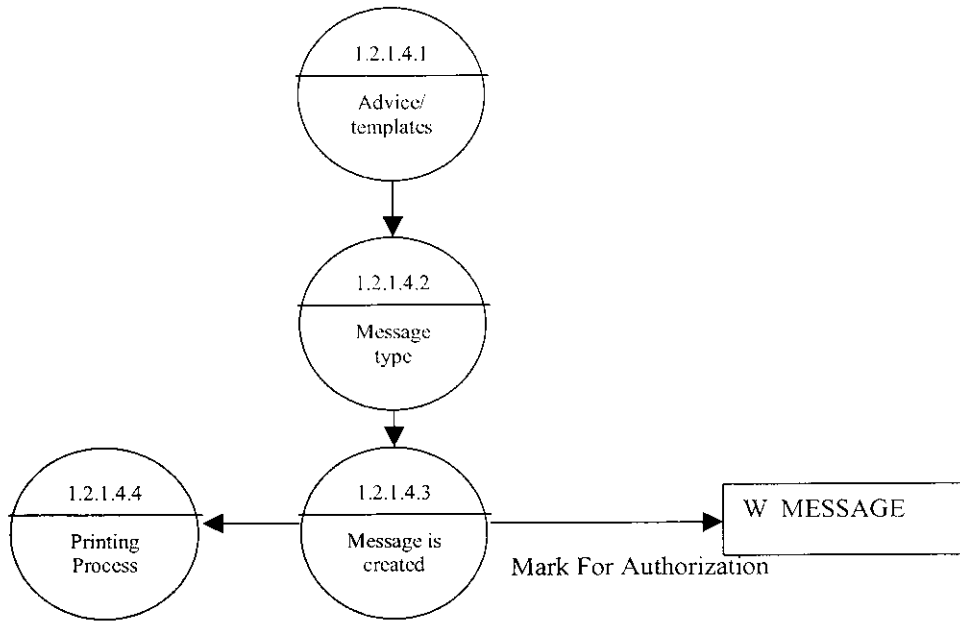 1.2.1.4.1
Advice/
templates
1.2.1.4.2
Message
type
1.2.1.4.4
Printing
Process
1.2.1.4.3
Message is
created
W MESSAGE
Mark For Authorization